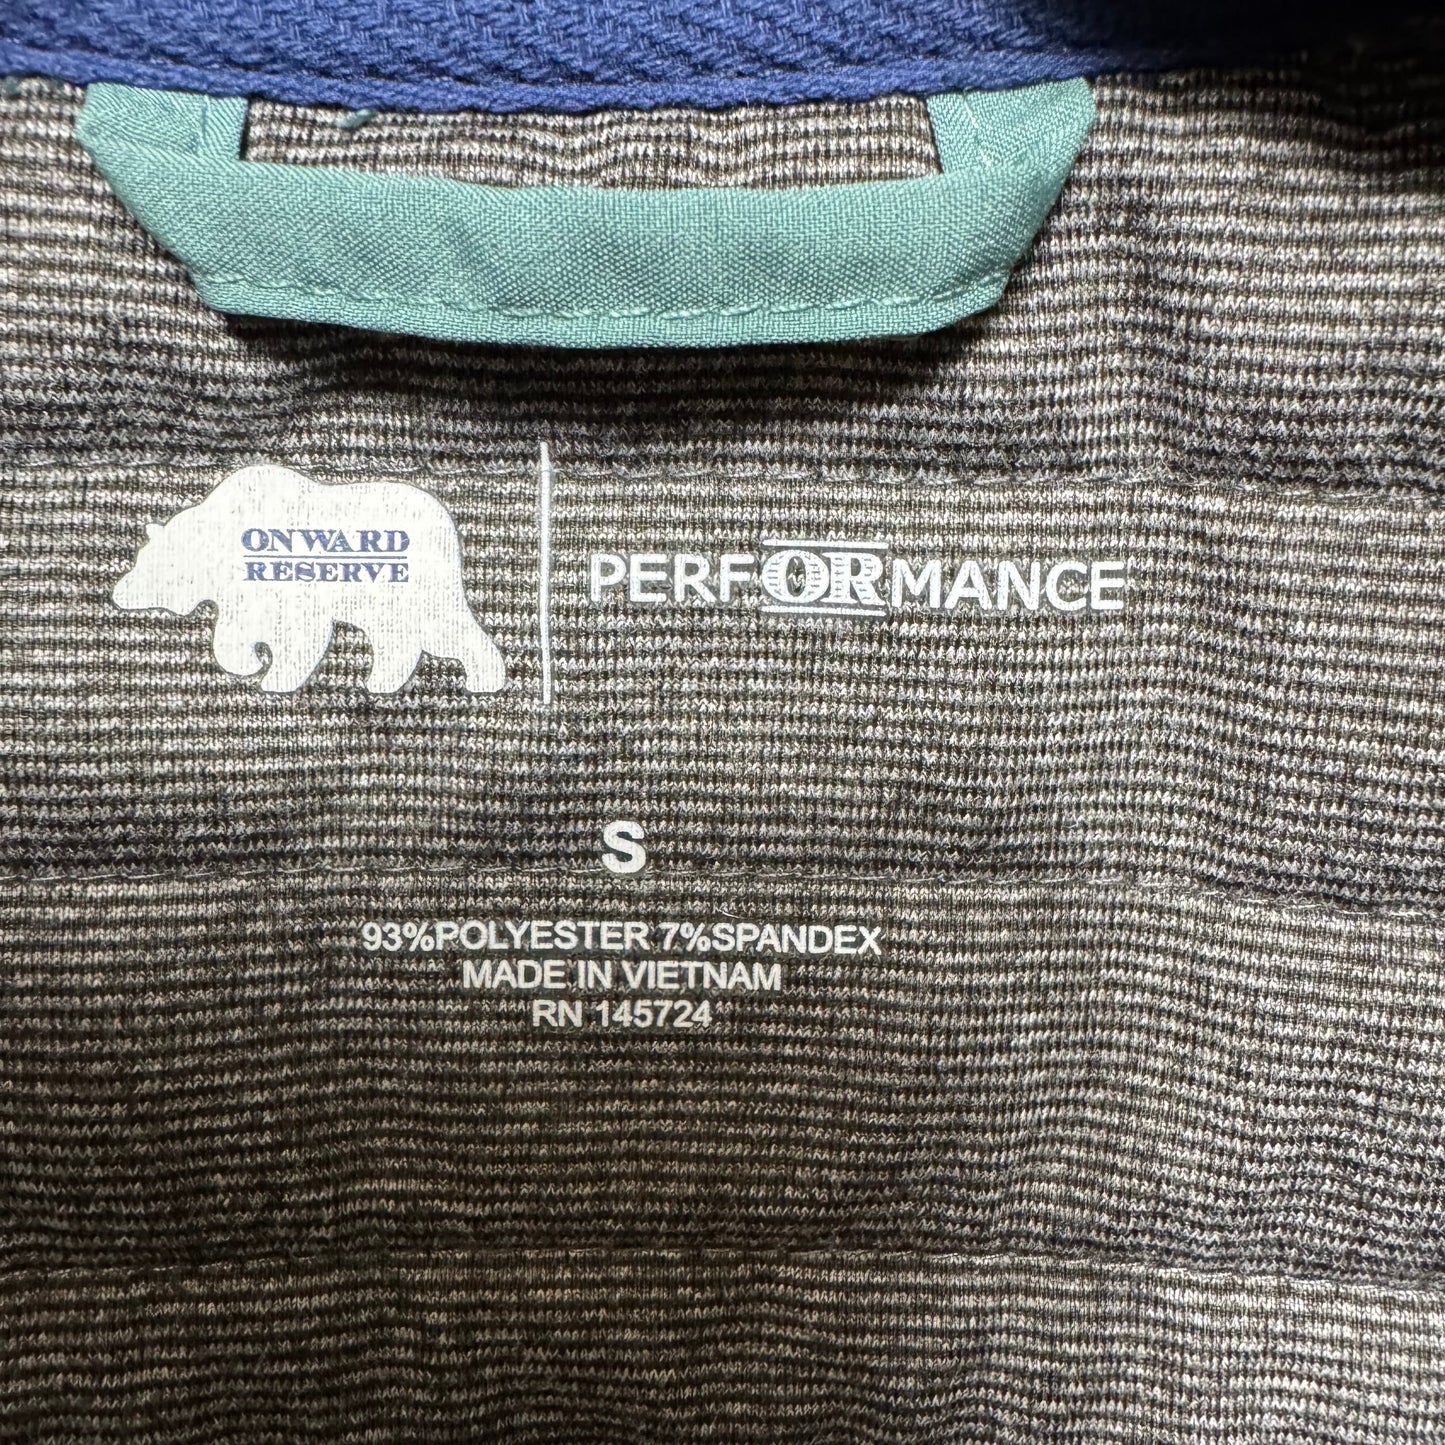 ONWARD
RESERVE
PERFORMANCE
S
93%POLYESTER 7%SPANDEX
MADE IN VIETNAM
RN 145724